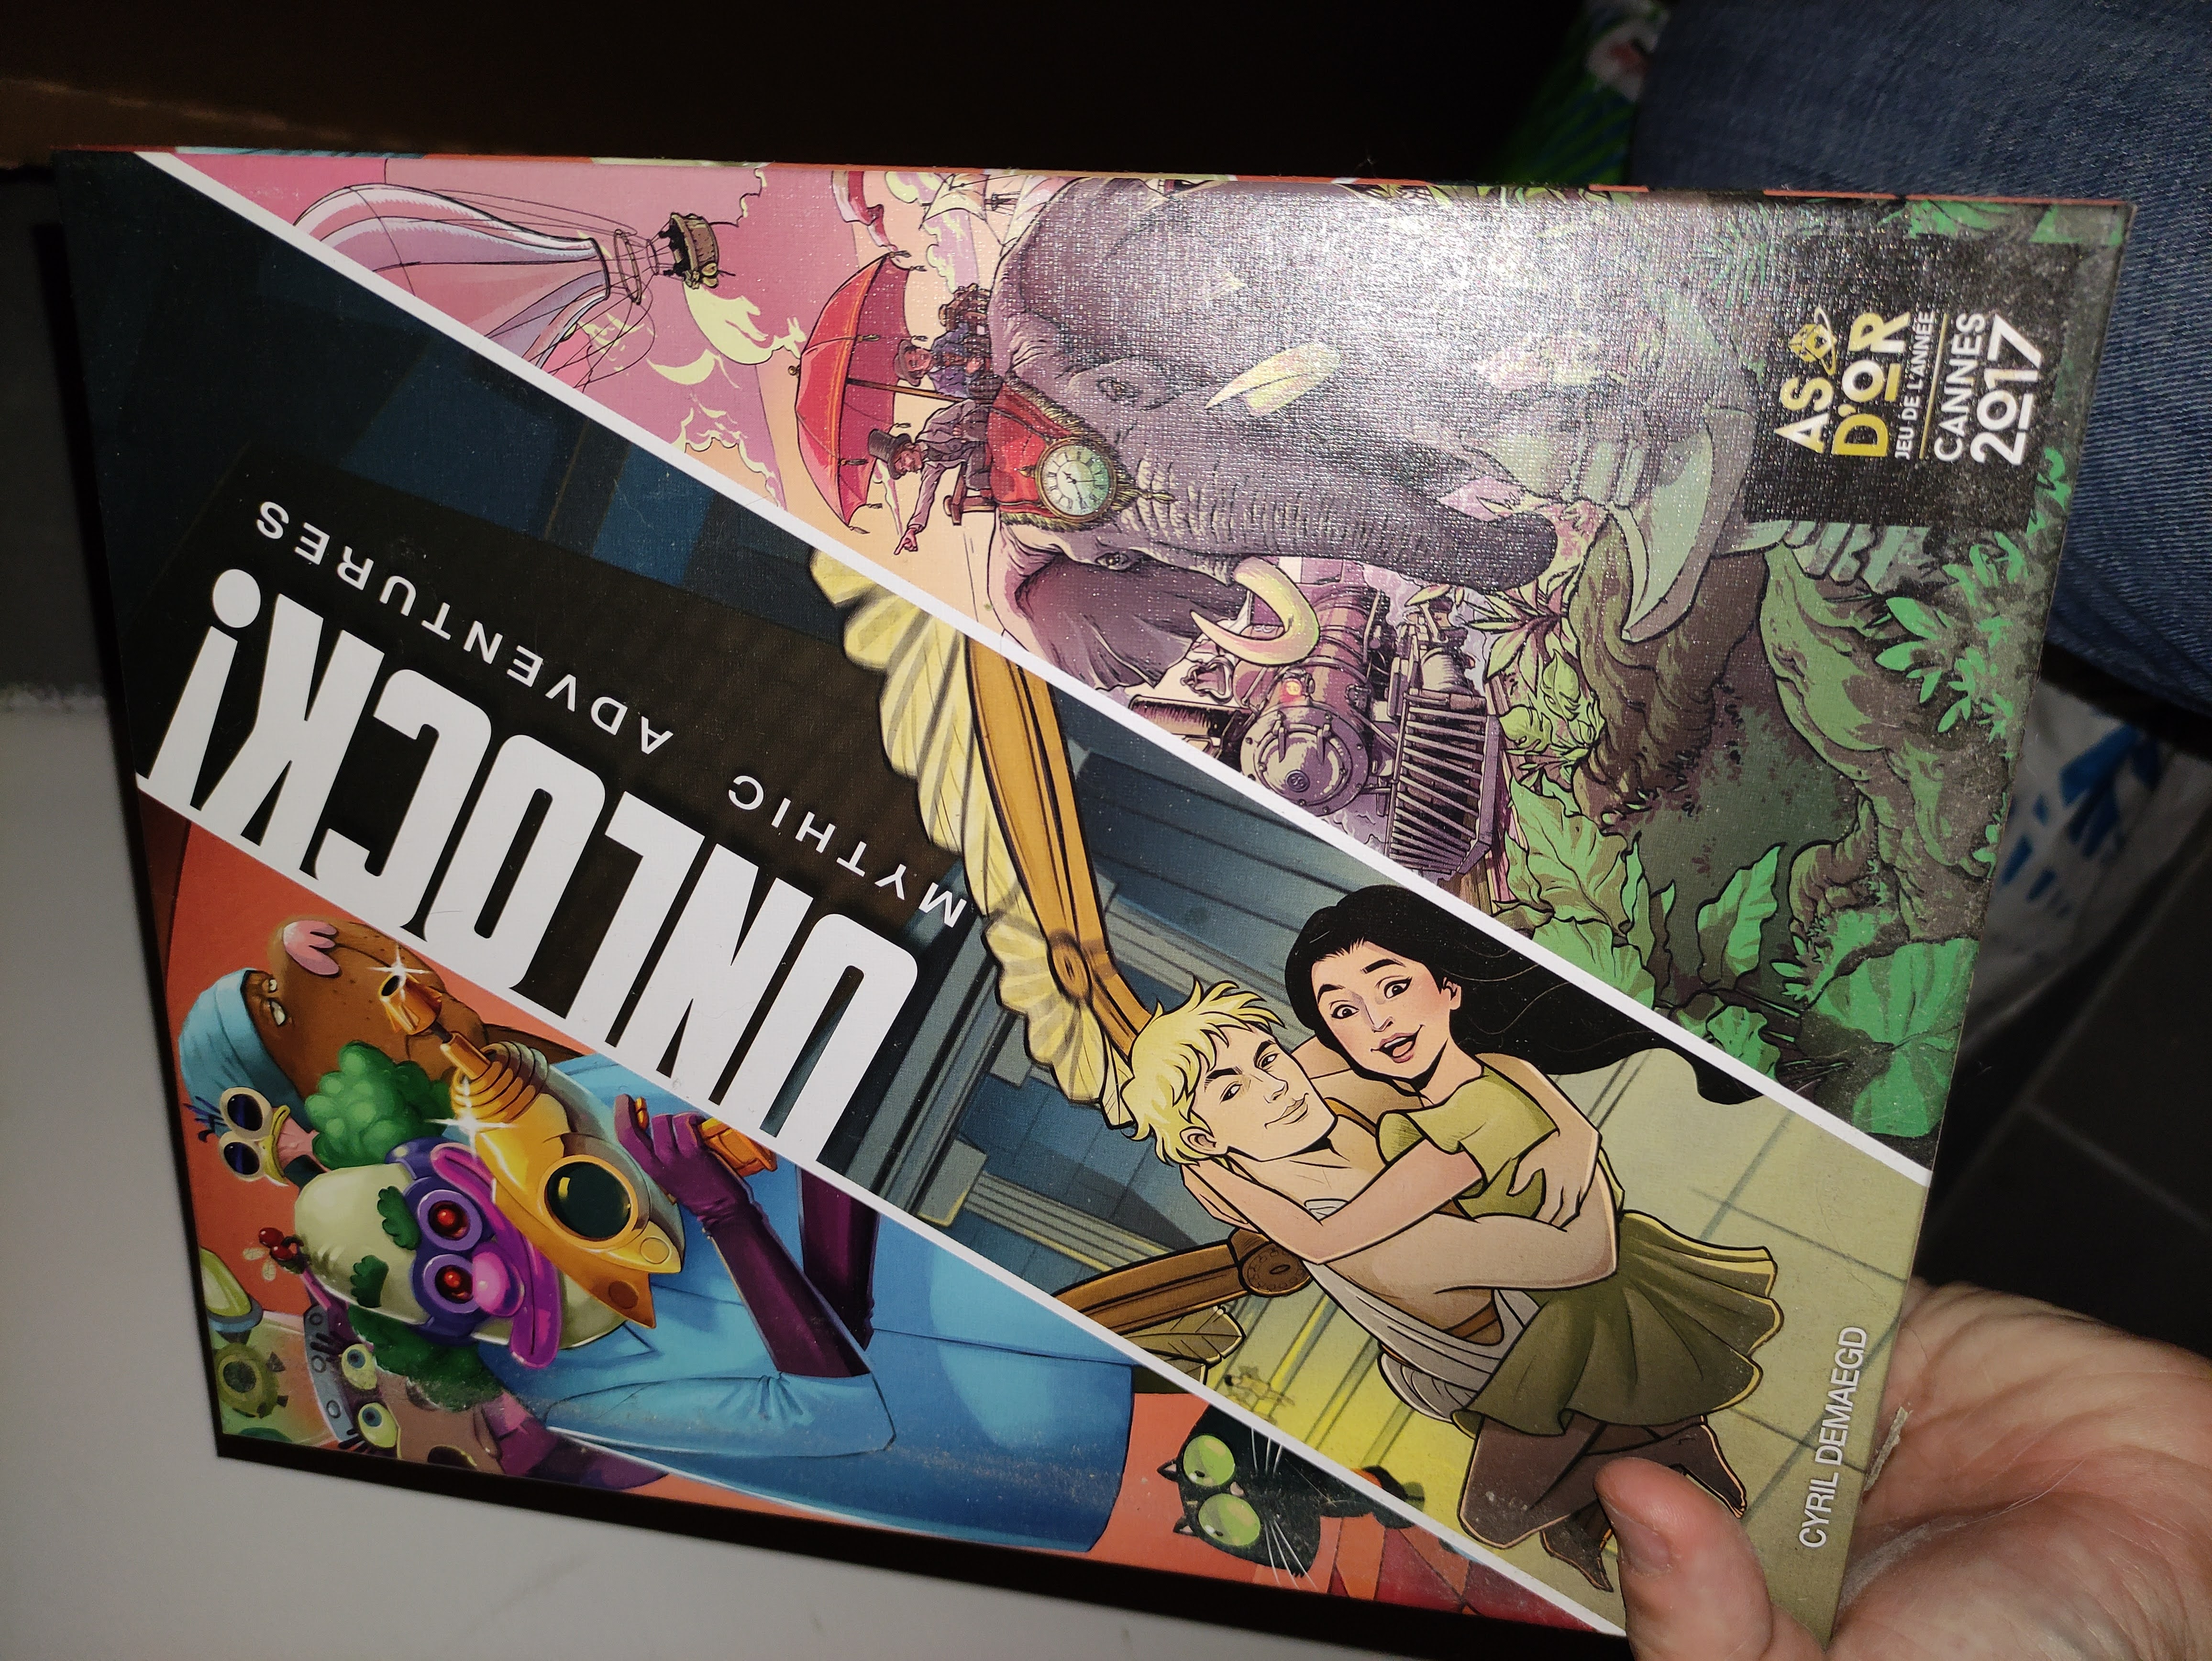 UNLOCK!
MYTHIC ADVENTURES
CYRIL DEMAEGD
AS
D'OR
JEU DE L'ANNÉE
CANNES
2017